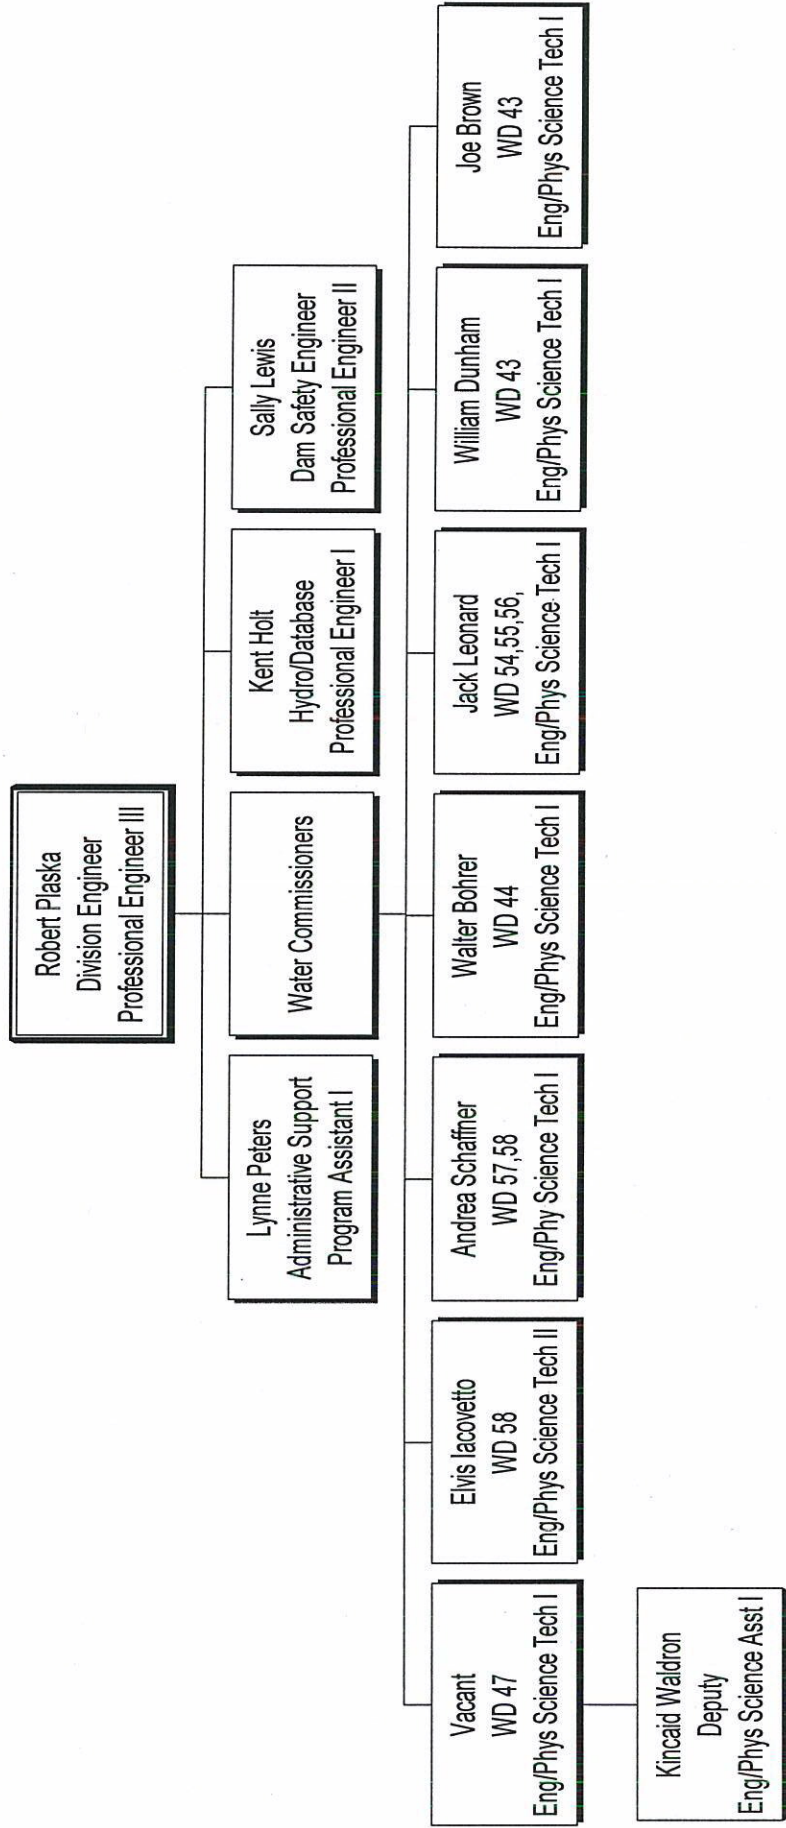 Robert Plaska
Division Engineer
Professional Engineer III
Lynne Peters
Administrative Support
Program Assistant I
Water Commissioners
Kent Holt
Hydro/Database
Professional Engineer I
Sally Lewis
Dam Safety Engineer
Professional Engineer II
Vacant
WD 47
Eng/Phys Science Tech I
Elvis Iacovetto
WD 58
Eng/Phys Science Tech II
Andrea Schaffner
WD 57,58
Eng/Phy Science Tech I
Walter Bohrer
WD 44
Eng/Phys Science Tech I
Jack Leonard
WD 54,55,56,
Eng/Phys Science Tech I
William Dunham
WD 43
Eng/Phys Science Tech I
Joe Brown
WD 43
Eng/Phys Science Tech I
Kincaid Waldron
Deputy
Eng/Phys Science Asst I